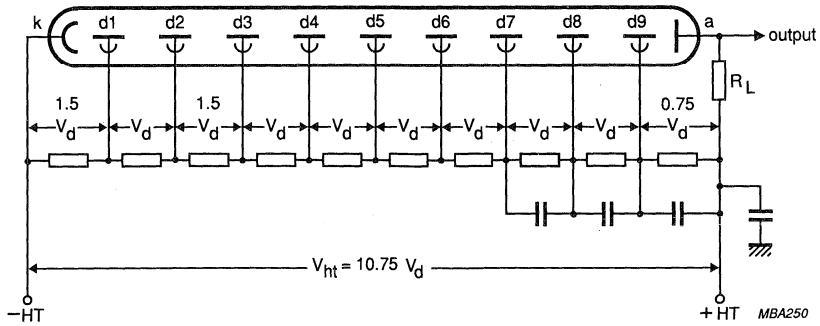 k d1 d2 d3 d4 d5 d6 d7 d8 d9 a output
R_L
1.5 1.5 0.75
V_d V_d V_d V_d V_d V_d V_d V_d V_d V_d
V_ht = 10.75 V_d
−HT +HT MBA250